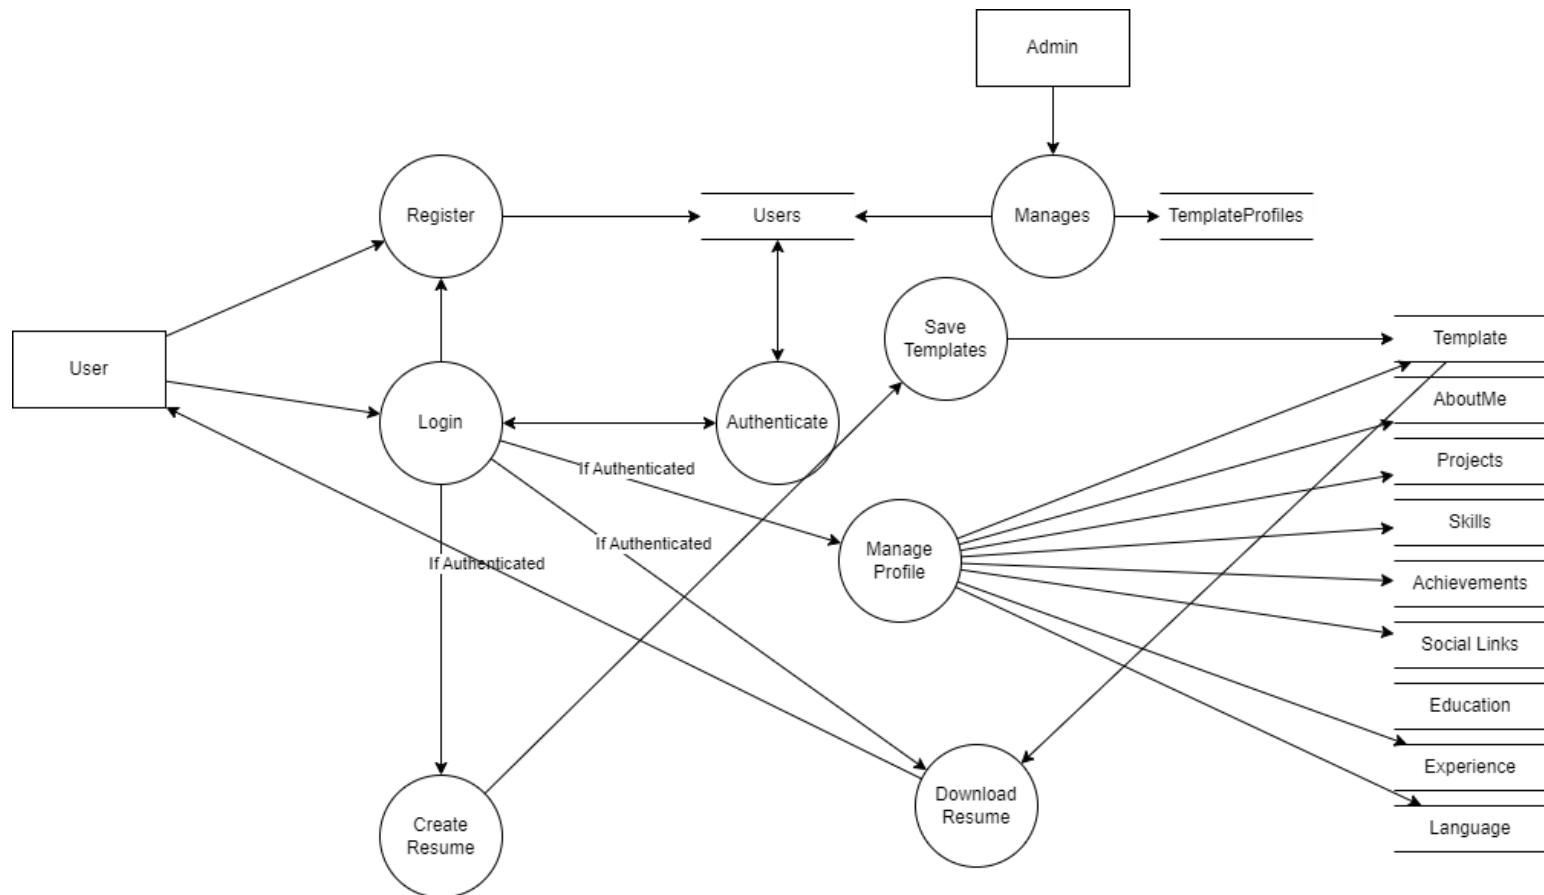 Admin
Register
Users
Manages
TemplateProfiles
Save
Templates
Template
User
AboutMe
Login
Authenticate
If Authenticated
Projects
Skills
If Authenticated
Manage
Profile
If Authenticated
Achievements
Social Links
Education
Experience
Download
Resume
Create
Resume
Language